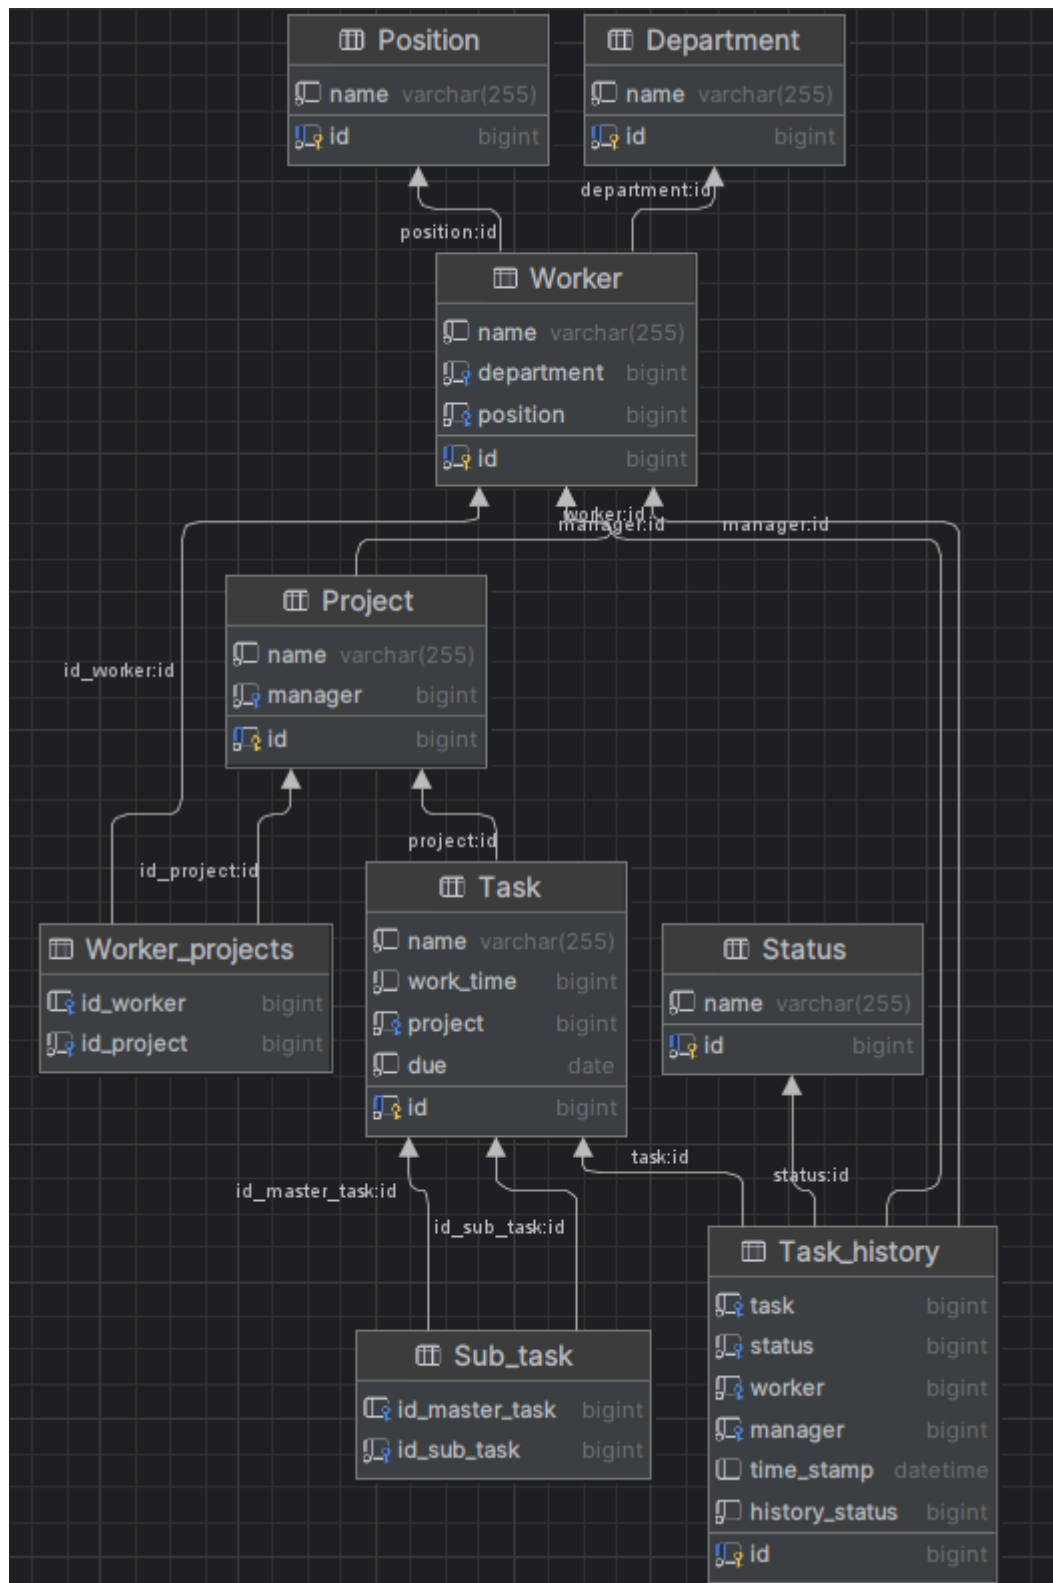 Position
name varchar(255)
id bigint
Department
name varchar(255)
id bigint
department:id
position:id
Worker
name varchar(255)
department bigint
position bigint
id bigint
worker:id
manager:id
manager:id
Project
name varchar(255)
manager bigint
id bigint
id_worker:id
project:id
id_project:id
Task
name varchar(255)
work_time bigint
project bigint
due date
id bigint
Worker_projects
id_worker bigint
id_project bigint
Status
name varchar(255)
id bigint
task:id
status:id
id_master_task:id
id_sub_task:id
Task_history
task bigint
status bigint
worker bigint
manager bigint
time_stamp datetime
history_status bigint
id bigint
Sub_task
id_master_task bigint
id_sub_task bigint